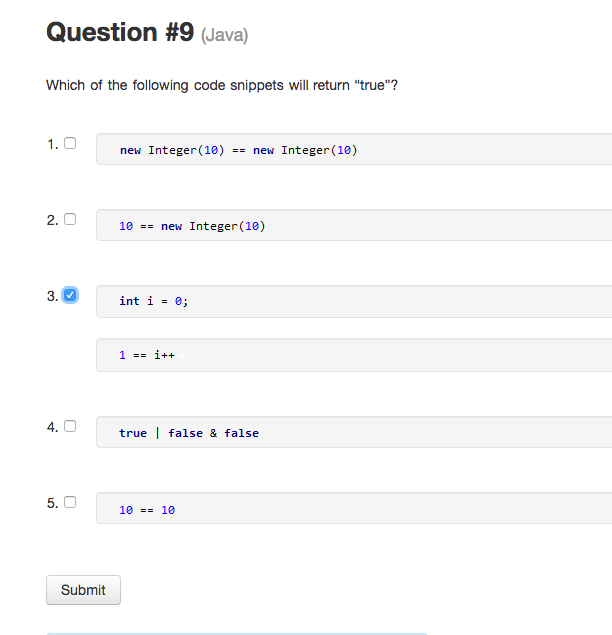 Question #9 (Java)
Which of the following code snippets will return “true”?
1.
new Integer(10) == new Integer(10)
2.
10 == new Integer(10)
3.
int i = 0;
1 == i++
4.
true | false & false
5.
10 == 10
Submit